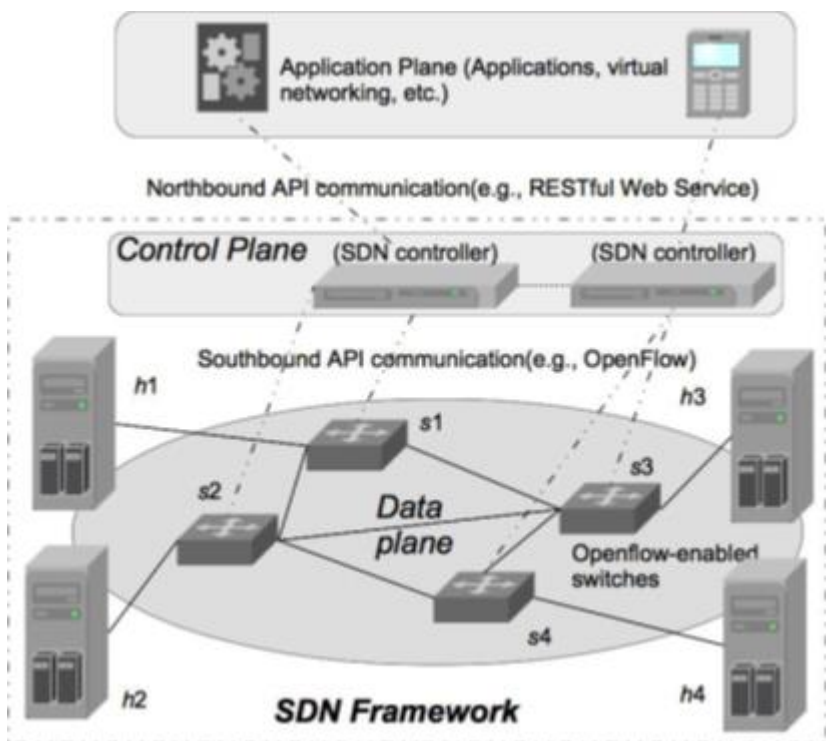 Application Plane (Applications, virtual
networking, etc.)
Northbound API communication(e.g., RESTful Web Service)
Control Plane
(SDN controller)
(SDN controller)
Southbound API communication(e.g., OpenFlow)
h1
h3
s1
s2
s3
Data
plane
Openflow-enabled
switches
s4
h2
h4
SDN Framework